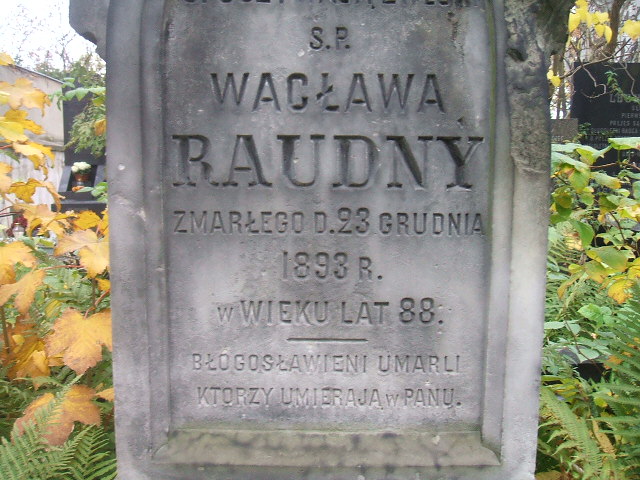 Ś.P.
WACŁAWA
RAUDNY
ZMARŁEGO D. 23 GRUDNIA
1893 R.
W WIEKU LAT 88.
BŁOGOSŁAWIENI UMARLI
KTÓRZY UMIERAJĄ W PANU.